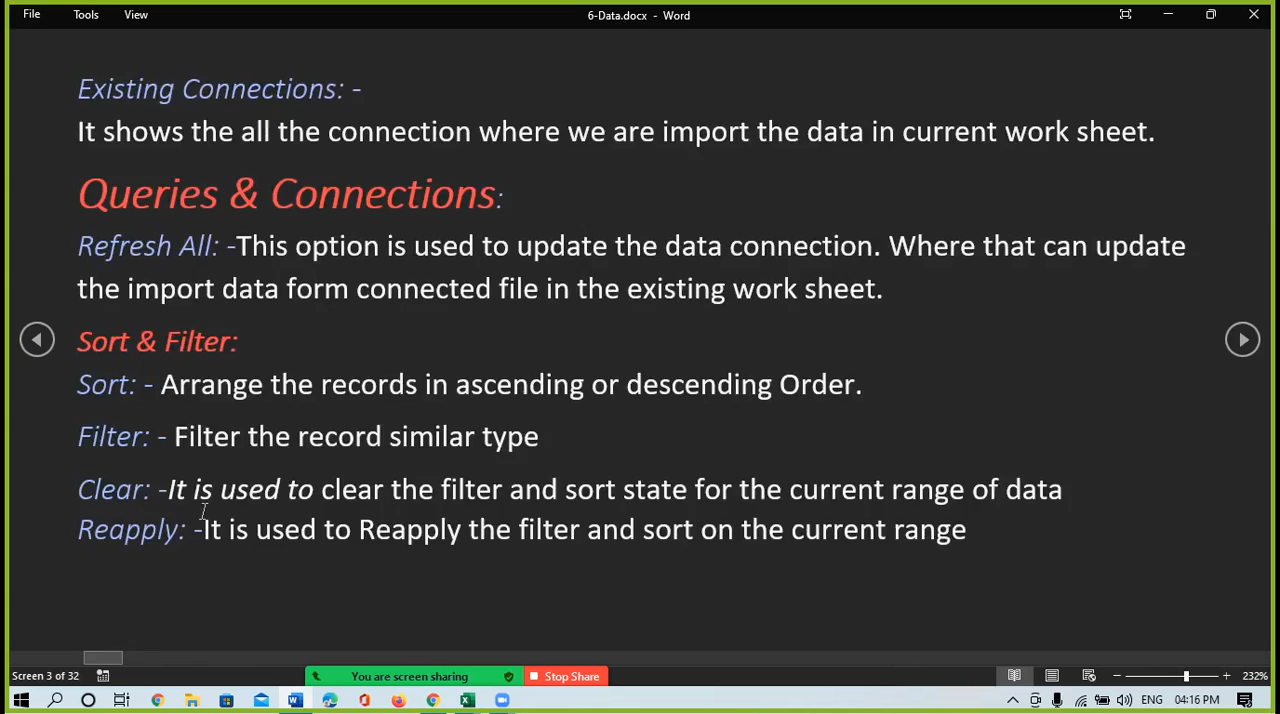 File Tools View 6-Data.docx - Word
Existing Connections: -
It shows the all the connection where we are import the data in current work sheet.
Queries & Connections:
Refresh All: -This option is used to update the data connection. Where that can update
the import data form connected file in the existing work sheet.
Sort & Filter:
Sort: - Arrange the records in ascending or descending Order.
Filter: - Filter the record similar type
Clear: -It is used to clear the filter and sort state for the current range of data
Reapply: -It is used to Reapply the filter and sort on the current range
You are screen sharing Stop Share
Screen 3 of 32 232%
ENG 04:16 PM